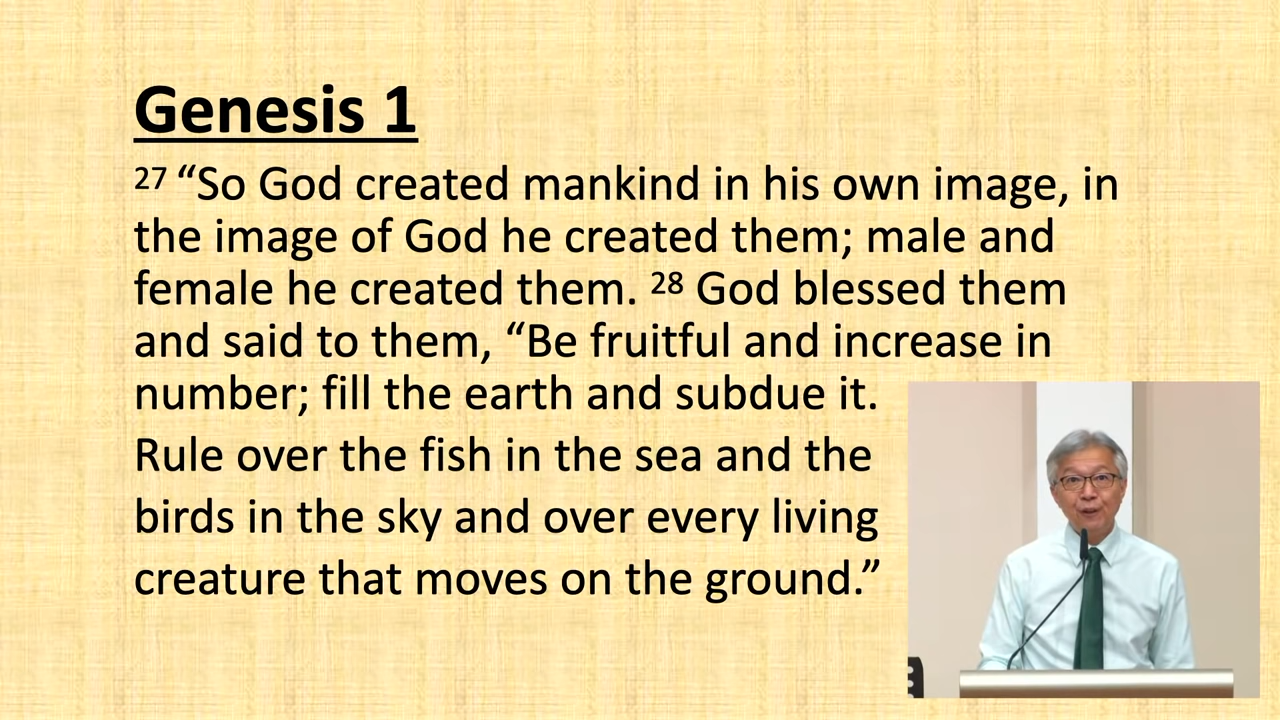 Genesis 1
27 “So God created mankind in his own image, in
the image of God he created them; male and
female he created them. 28 God blessed them
and said to them, “Be fruitful and increase in
number; fill the earth and subdue it.
Rule over the fish in the sea and the
birds in the sky and over every living
creature that moves on the ground.”